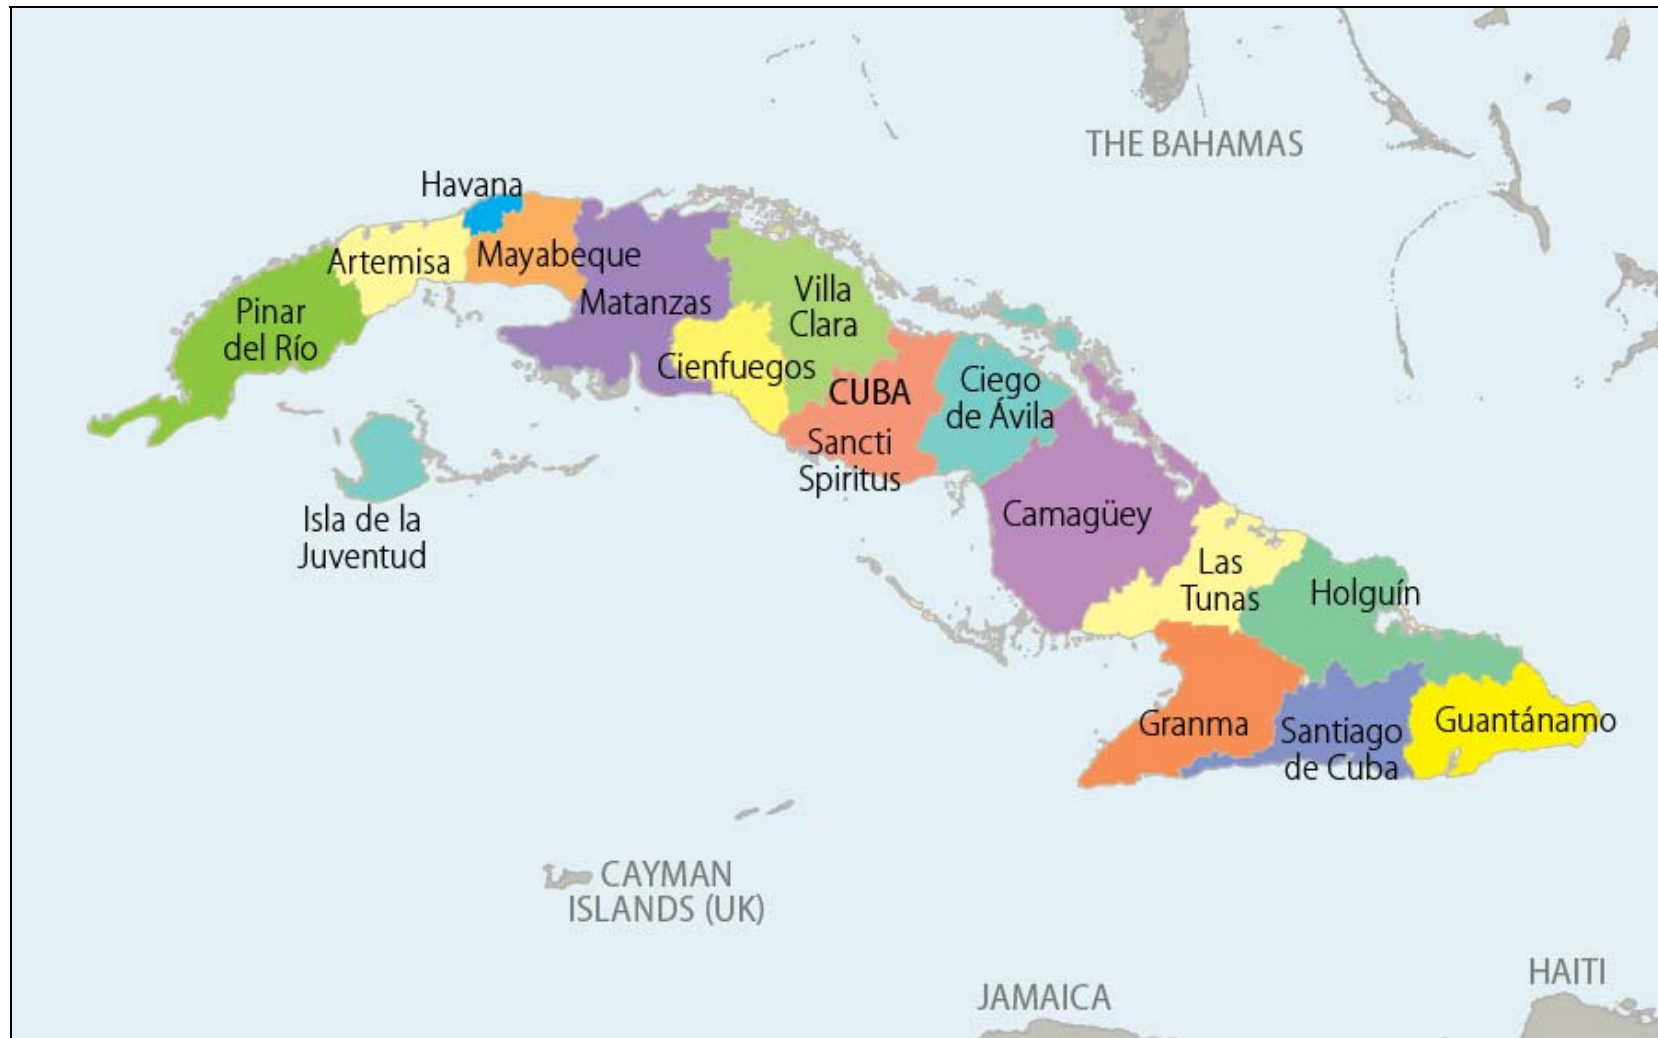 THE BAHAMAS
Havana
Artemisa
Mayabeque
Pinar
del Río
Matanzas
Villa
Clara
Cienfuegos
CUBA
Ciego
de Ávila
Sancti
Spiritus
Isla de la
Juventud
Camagüey
Las
Tunas
Holguín
Granma
Santiago
de Cuba
Guantánamo
CAYMAN
ISLANDS (UK)
JAMAICA
HAITI